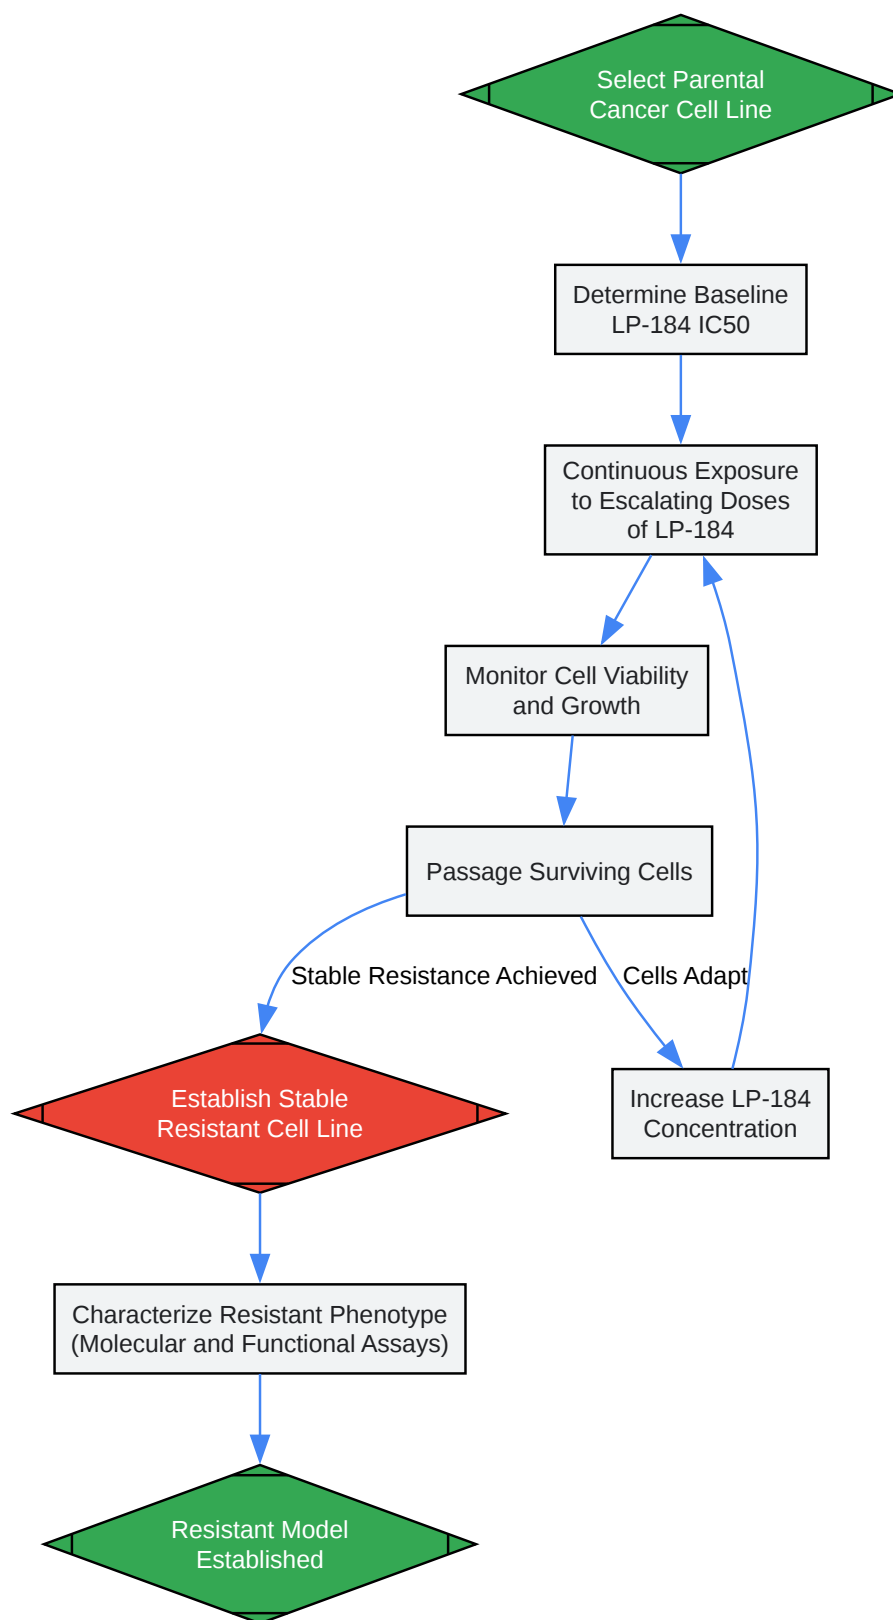 Select Parental
Cancer Cell Line
Determine Baseline
LP-184 IC50
Continuous Exposure
to Escalating Doses
of LP-184
Monitor Cell Viability
and Growth
Passage Surviving Cells
Stable Resistance Achieved
Cells Adapt
Establish Stable
Resistant Cell Line
Increase LP-184
Concentration
Characterize Resistant Phenotype
(Molecular and Functional Assays)
Resistant Model
Established